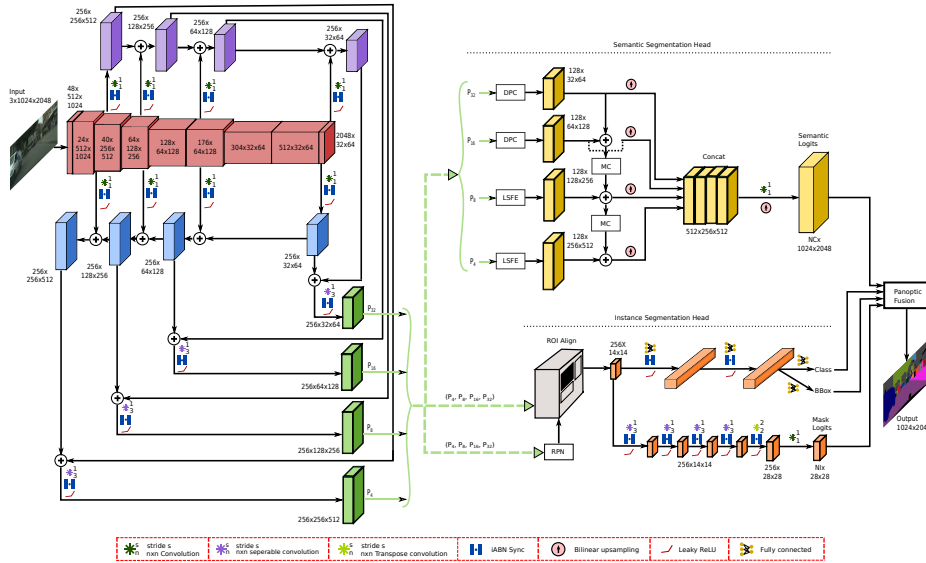 256x
256x512
256x
128x256
256x
64x128
256x
32x64
Input
3x1024x2048
48x
512x
1024
24x
512x
1024
40x
256x
512
64x
128x
256
128x
64x128
176x
64x128
304x32x64
512x32x64
2048x
32x64
256x
256x512
256x
128x256
256x
64x128
256x
32x64
256x32x64
256x64x128
256x128x256
256x256x512
P32
P16
P8
P4
(P4, P8, P16, P32)
(P4, P8, P16, P32)
Semantic Segmentation Head
P32
DPC
128x
32x64
P16
DPC
128x
64x128
MC
P8
LSFE
128x
128x256
MC
P4
LSFE
128x
256x512
Concat
512x256x512
Semantic
Logits
NCx
1024x2048
Panoptic
Fusion
Output
Instance Segmentation Head
ROI Align
RPN
256X
14x14
Class
BBox
256x14x14
256x
28x28
Mask
Logits
NIx
28x28
s
n
stride s
nxn Convolution
s
n
stride s
nxn seperable convolution
s
n
stride s
nxn Transpose convolution
iABN Sync
Bilinear upsampling
Leaky ReLU
Fully connected